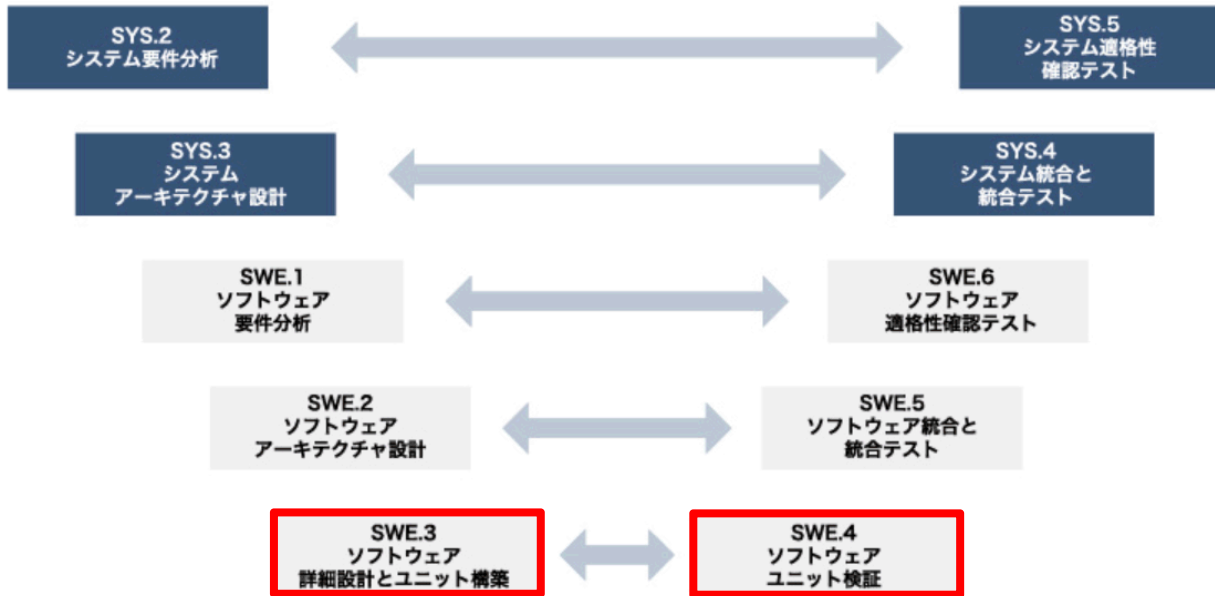 SYS.2
システム要件分析
SYS.5
システム適格性
確認テスト
SYS.3
システム
アーキテクチャ設計
SYS.4
システム統合と
統合テスト
SWE.1
ソフトウェア
要件分析
SWE.6
ソフトウェア
適格性確認テスト
SWE.2
ソフトウェア
アーキテクチャ設計
SWE.5
ソフトウェア統合と
統合テスト
SWE.3
ソフトウェア
詳細設計とユニット構築
SWE.4
ソフトウェア
ユニット検証